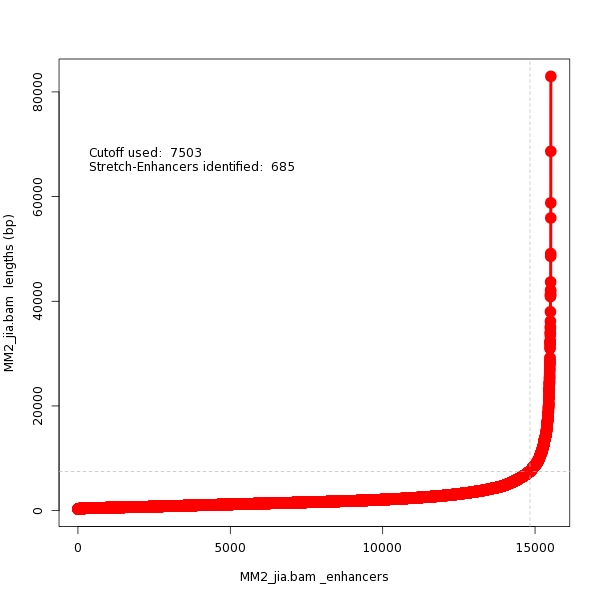 80000
60000
40000
20000
0
MM2_jia.bam  lengths (bp)
Cutoff used:  7503
Stretch-Enhancers identified:  685
0 5000 10000 15000
MM2_jia.bam _enhancers